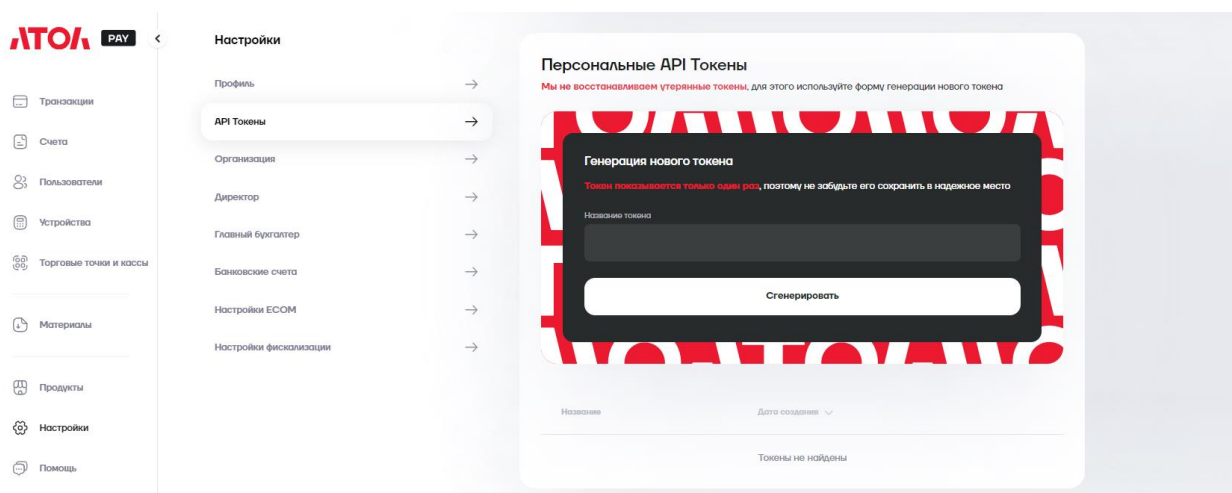 АТОЛ PAY
Транзакции
Счета
Пользователи
Устройства
Торговые точки и кассы
Материалы
Продукты
Настройки
Помощь
Настройки
Профиль
API Токены
Организация
Директор
Главный бухгалтер
Банковские счета
Настройки ECOM
Настройки фискализации
Персональные API Токены
Мы не восстанавливаем утерянные токены, для этого используйте форму генерации нового токена
Генерация нового токена
Токен показывается только один раз, поэтому не забудьте его сохранить в надежное место
Название токена
Сгенерировать
Название Дата создания
Токены не найдены